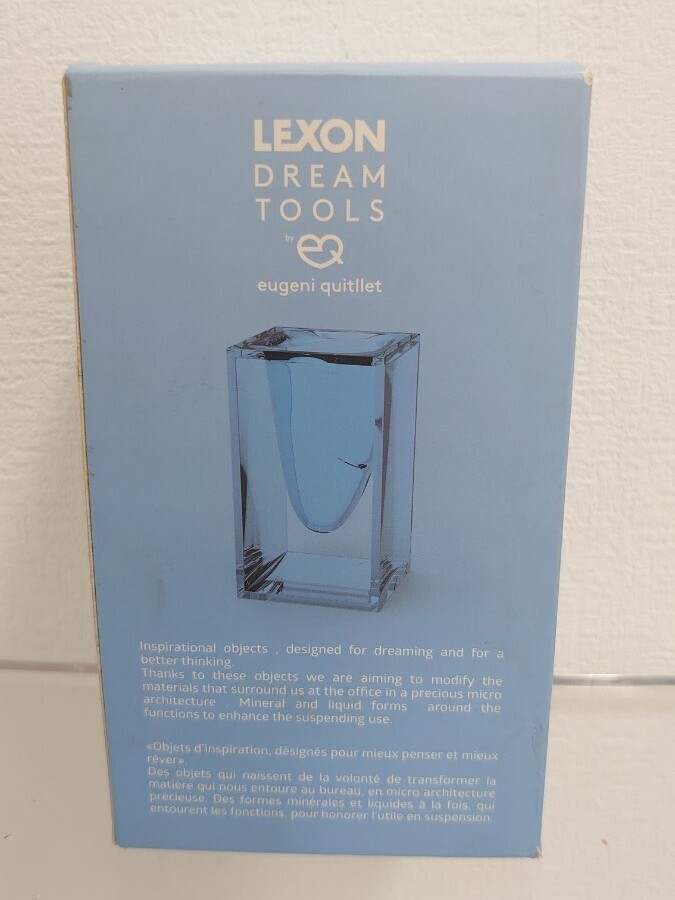 LEXON
DREAM
TOOLS
by eQ
eugeni quitllet
Inspirational objects , designed for dreaming and for a
better thinking.
Thanks to these objects we are aiming to modify the
materials that surround us at the office in a precious micro
architecture . Mineral and liquid forms around the
functions to enhance the suspending use.
«Objets d'inspiration, désignés pour mieux penser et mieux
rêver».
Des objets qui naissent de la volonté de transformer la
matière qui nous entoure au bureau, en micro architecture
précieuse. Des formes minérales et liquides à la fois, qui
entourent les fonctions, pour honorer l'utile en suspension.